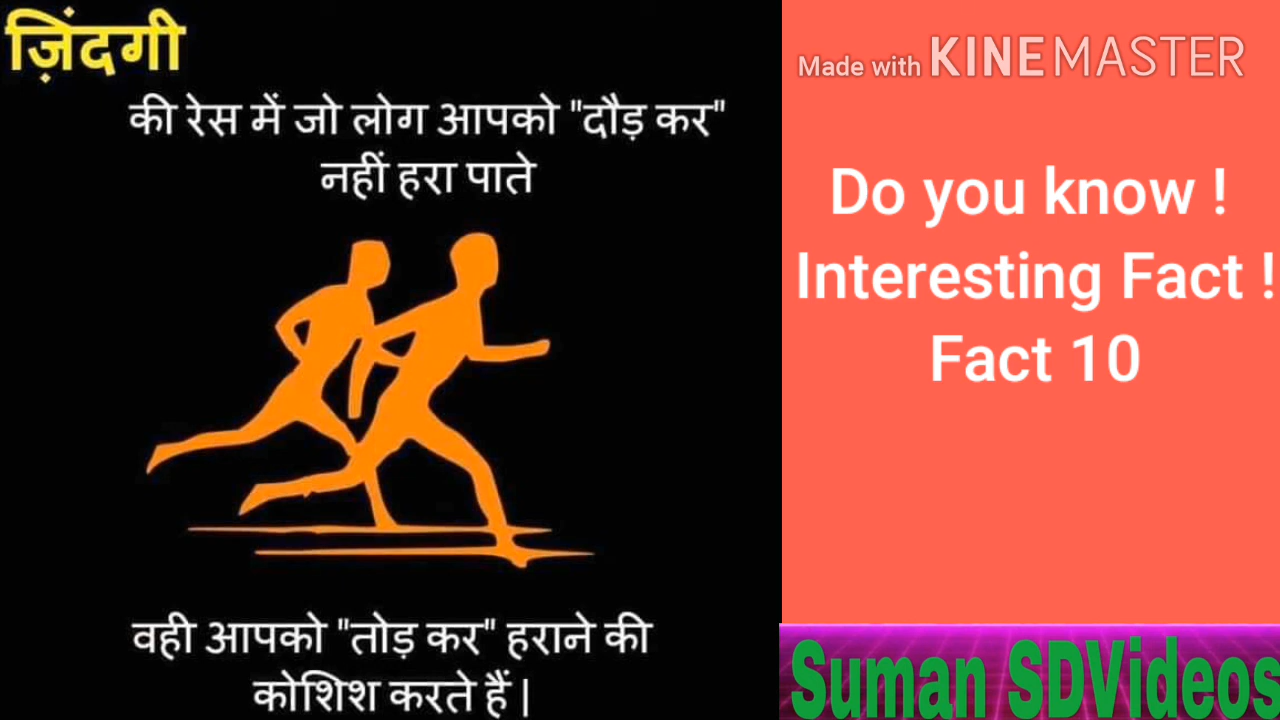 ज़िंदगी
की रेस में जो लोग आपको "दौड़ कर"
नहीं हरा पाते
वही आपको "तोड़ कर" हराने की
कोशिश करते हैं |
Made with KINEMASTER
Do you know !
Interesting Fact !
Fact 10
Suman SDVideos